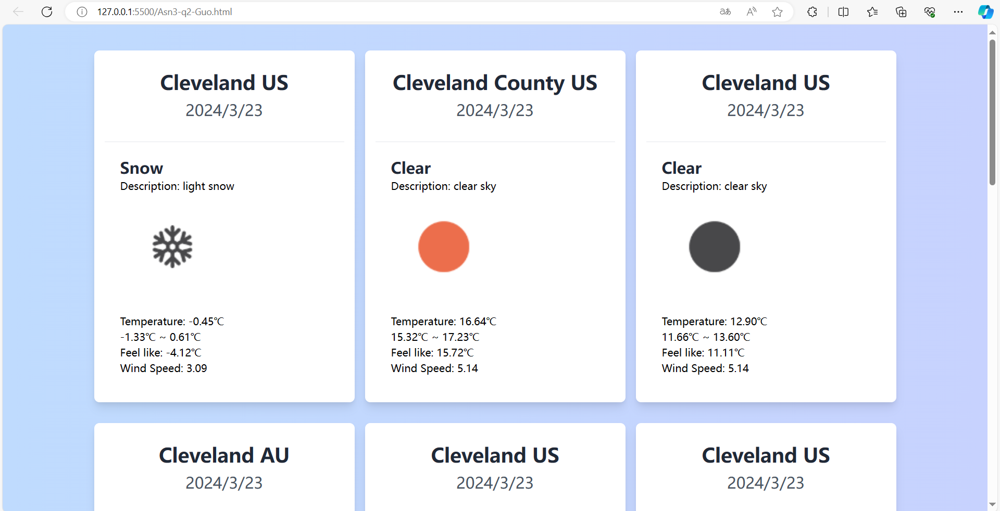 127.0.0.1:5500/Asn3-q2-Guo.html
Cleveland US
2024/3/23
Snow
Description: light snow
Temperature: -0.45℃
-1.33℃ ~ 0.61℃
Feel like: -4.12℃
Wind Speed: 3.09
Cleveland County US
2024/3/23
Clear
Description: clear sky
Temperature: 16.64℃
15.32℃ ~ 17.23℃
Feel like: 15.72℃
Wind Speed: 5.14
Cleveland US
2024/3/23
Clear
Description: clear sky
Temperature: 12.90℃
11.66℃ ~ 13.60℃
Feel like: 11.11℃
Wind Speed: 5.14
Cleveland AU
2024/3/23
Cleveland US
2024/3/23
Cleveland US
2024/3/23